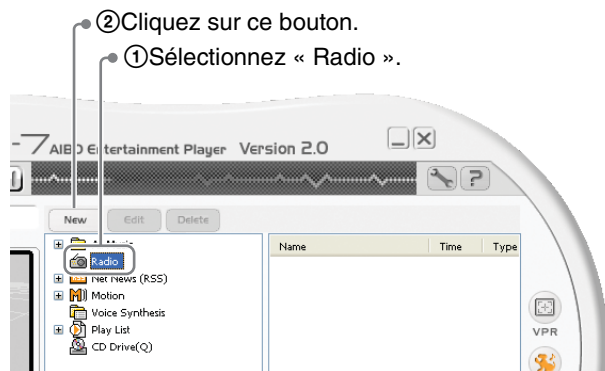 ②Cliquez sur ce bouton.
①Sélectionnez « Radio ».
-7 AIBO Entertainment Player Version 2.0
New Edit Delete
Name Time Type
Radio
Net News (RSS)
Motion
Voice Synthesis
Play List
CD Drive(Q)
VPR